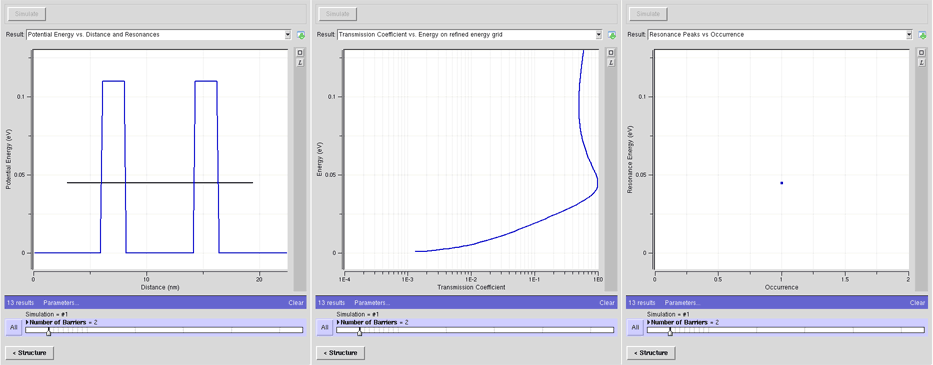 Simulate
Result: Potential Energy vs. Distance and Resonances
Potential Energy (eV)
0.1
0.05
0
0 10 20
Distance (nm)
13 results Parameters... Clear
Simulation = #1
All Number of Barriers = 2
< Structure
Simulate
Result: Transmission Coefficient vs. Energy on refined energy grid
Energy (eV)
0.1
0.05
0
1E-4 1E-3 1E-2 1E-1 1E0
Transmission Coefficient
13 results Parameters... Clear
Simulation = #1
All Number of Barriers = 2
< Structure
Simulate
Result: Resonance Peaks vs Occurrence
Resonance Energy (eV)
0.1
0.05
0
0 0.5 1 1.5 2
Occurrence
13 results Parameters... Clear
Simulation = #1
All Number of Barriers = 2
< Structure